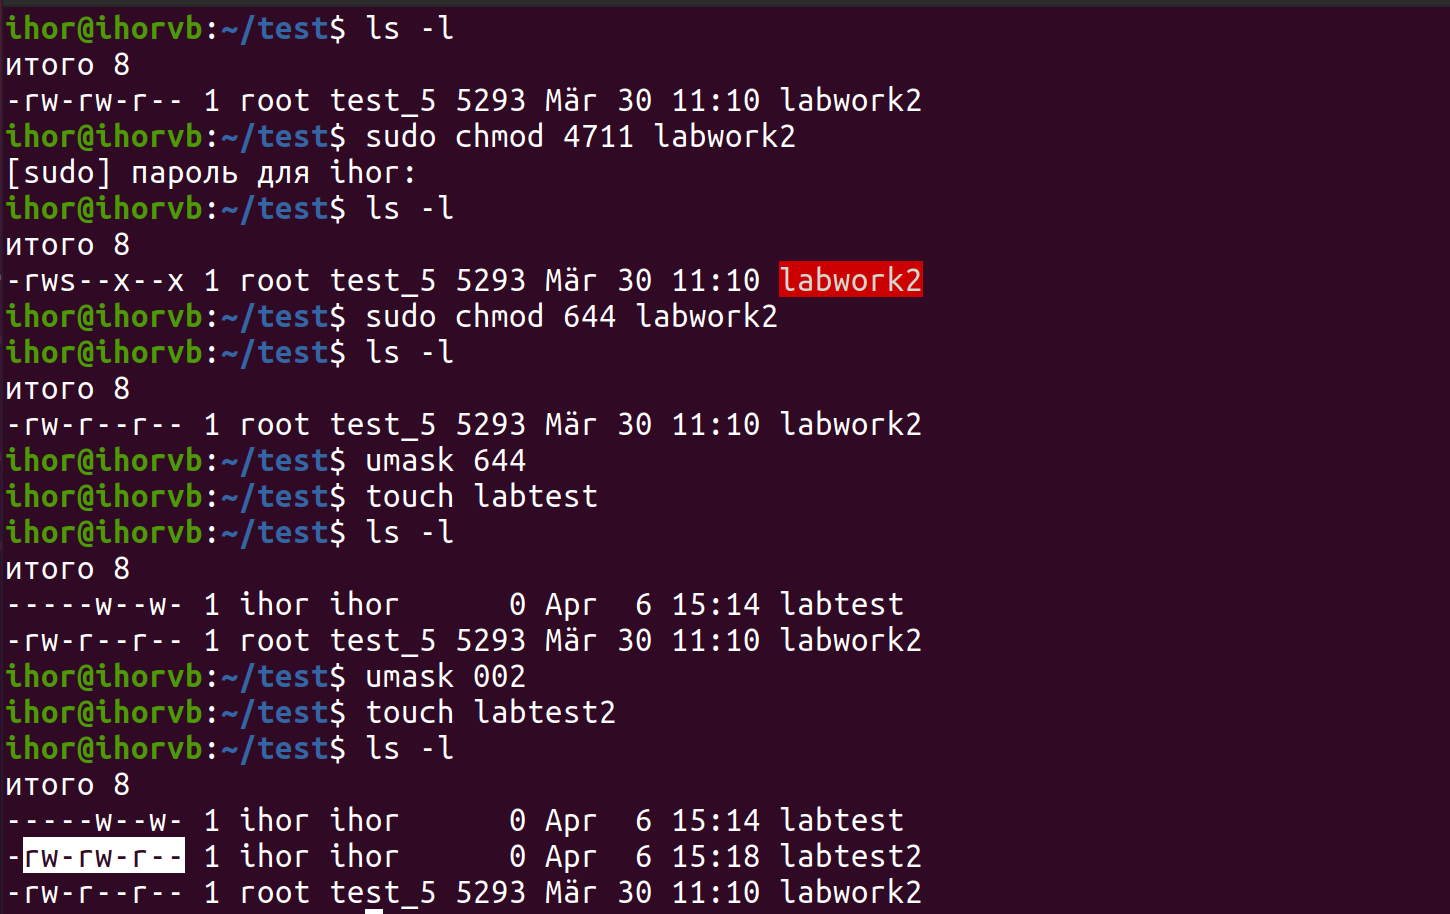 ihor@ihorvb:~/test$ ls -l
итого 8
-rw-rw-r-- 1 root test_5 5293 Mär 30 11:10 labwork2
ihor@ihorvb:~/test$ sudo chmod 4711 labwork2
[sudo] пароль для ihor:
ihor@ihorvb:~/test$ ls -l
итого 8
-rws--x--x 1 root test_5 5293 Mär 30 11:10 labwork2
ihor@ihorvb:~/test$ sudo chmod 644 labwork2
ihor@ihorvb:~/test$ ls -l
итого 8
-rw-r--r-- 1 root test_5 5293 Mär 30 11:10 labwork2
ihor@ihorvb:~/test$ umask 644
ihor@ihorvb:~/test$ touch labtest
ihor@ihorvb:~/test$ ls -l
итого 8
-----w--w- 1 ihor ihor      0 Apr  6 15:14 labtest
-rw-r--r-- 1 root test_5 5293 Mär 30 11:10 labwork2
ihor@ihorvb:~/test$ umask 002
ihor@ihorvb:~/test$ touch labtest2
ihor@ihorvb:~/test$ ls -l
итого 8
-----w--w- 1 ihor ihor      0 Apr  6 15:14 labtest
-rw-rw-r-- 1 ihor ihor      0 Apr  6 15:18 labtest2
-rw-r--r-- 1 root test_5 5293 Mär 30 11:10 labwork2